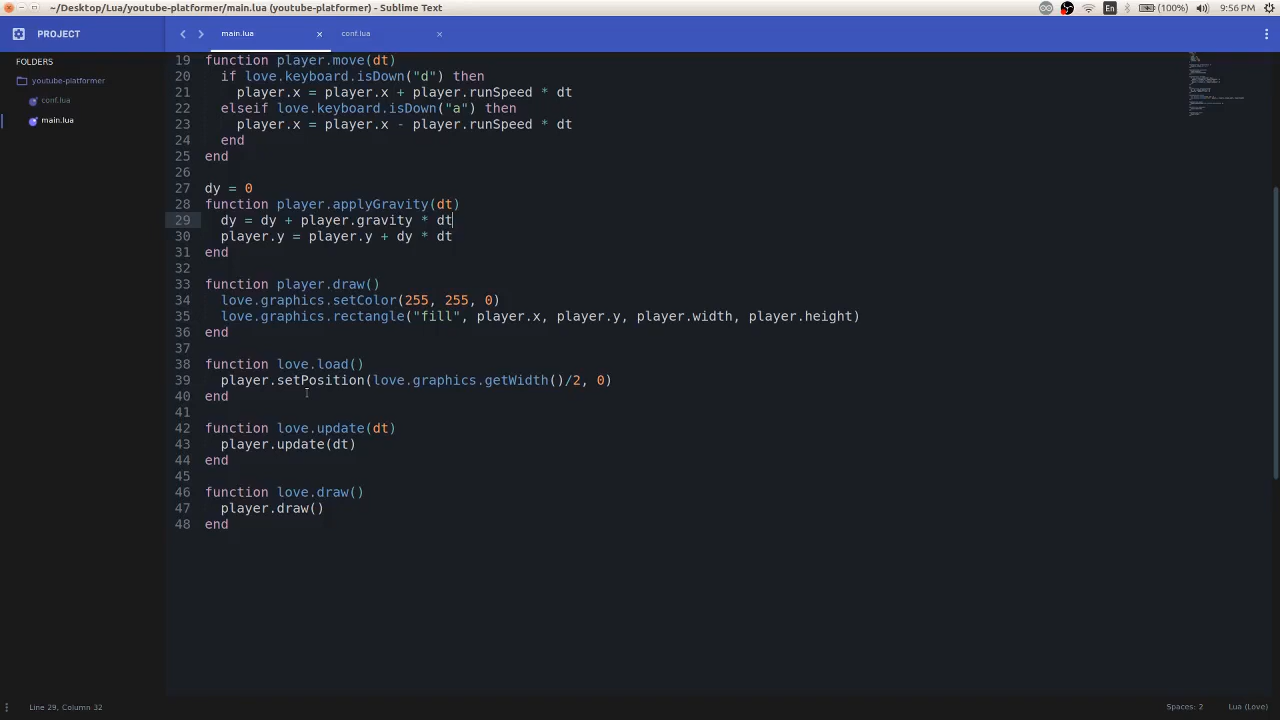 ~/Desktop/Lua/youtube-platformer/main.lua (youtube-platformer) - Sublime Text
En
(100%)
9:56 PM
PROJECT
main.lua
conf.lua
FOLDERS
youtube-platformer
conf.lua
main.lua
19 function player.move(dt)
20 if love.keyboard.isDown("d") then
21 player.x = player.x + player.runSpeed * dt
22 elseif love.keyboard.isDown("a") then
23 player.x = player.x - player.runSpeed * dt
24 end
25 end
26
27 dy = 0
28 function player.applyGravity(dt)
29 dy = dy + player.gravity * dt
30 player.y = player.y + dy * dt
31 end
32
33 function player.draw()
34 love.graphics.setColor(255, 255, 0)
35 love.graphics.rectangle("fill", player.x, player.y, player.width, player.height)
36 end
37
38 function love.load()
39 player.setPosition(love.graphics.getWidth()/2, 0)
40 end
41
42 function love.update(dt)
43 player.update(dt)
44 end
45
46 function love.draw()
47 player.draw()
48 end
Line 29, Column 32
Spaces: 2
Lua (Love)